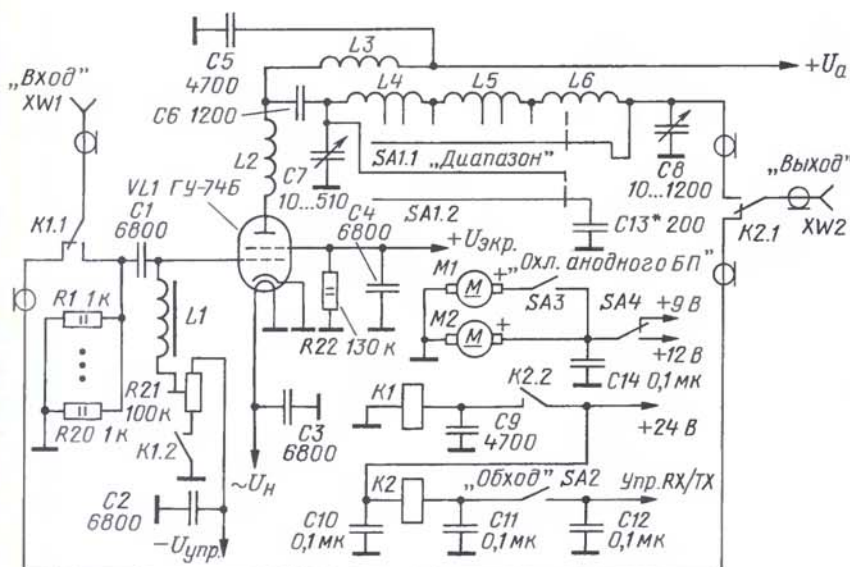 „Вход"
XW1
C5
4700
L3
+Uа
L4
L5
L6
C6 1200
L2
C7
10...510
SA1.1 „Диапазон"
SA1.2
C8
10...1200
„Выход"
XW2
K2.1
C13* 200
VL1 ГУ-74Б
K1.1
C1
6800
C4
6800
+Uэкр.
R22 130 к
R1 1к
R20 1к
L1
R21
100к
K1.2
C2
6800
-Uупр.
C3
6800
~Uн
M1
M
+
„Охл. анодного БП"
SA3
M2
M
+
SA4
+9 В
+12 В
C14 0,1 мк
K1
K2.2
C9
4700
+24 В
K2
„Обход"
SA2
Упр. RX/TX
C10
0,1 мк
C11
0,1 мк
C12
0,1 мк